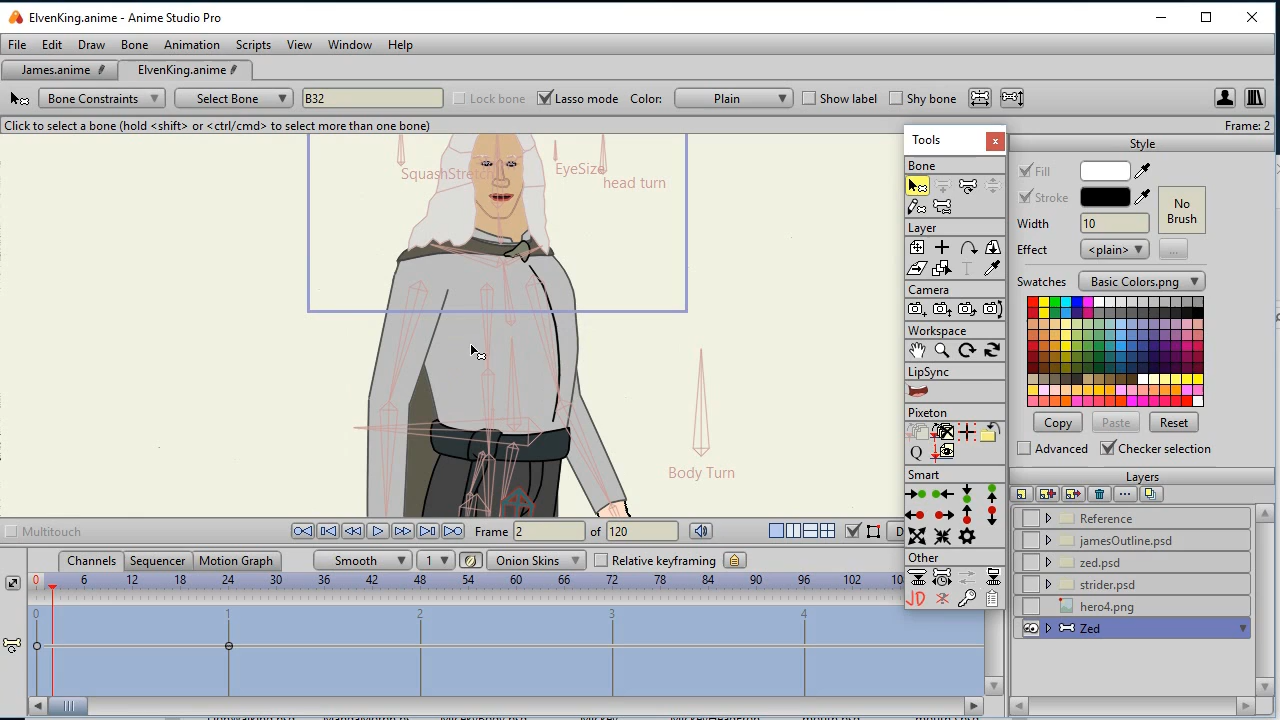 ElvenKing.anime - Anime Studio Pro
File Edit Draw Bone Animation Scripts View Window Help
James.anime ElvenKing.anime
Bone Constraints Select Bone B32 Lock bone Lasso mode Color: Plain Show label Shy bone
Click to select a bone (hold <shift> or <ctrl/cmd> to select more than one bone) Frame: 2
SquashStretch
EyeSize
head turn
Body Turn
Tools
Bone
Layer
T
Camera
Workspace
LipSync
Pixeton
Q
Smart
Other
JD
Style
Fill
Stroke
No Brush
Width 10
Effect <plain> ...
Swatches Basic Colors.png
Copy Paste Reset
Advanced Checker selection
Layers
Reference
jamesOutline.psd
zed.psd
strider.psd
hero4.png
Zed
Multitouch Frame 2 of 120 D
Channels Sequencer Motion Graph Smooth 1 Onion Skins Relative keyframing
0 6 12 18 24 30 36 42 48 54 60 66 72 78 84 90 96 102
0 1 2 3 4